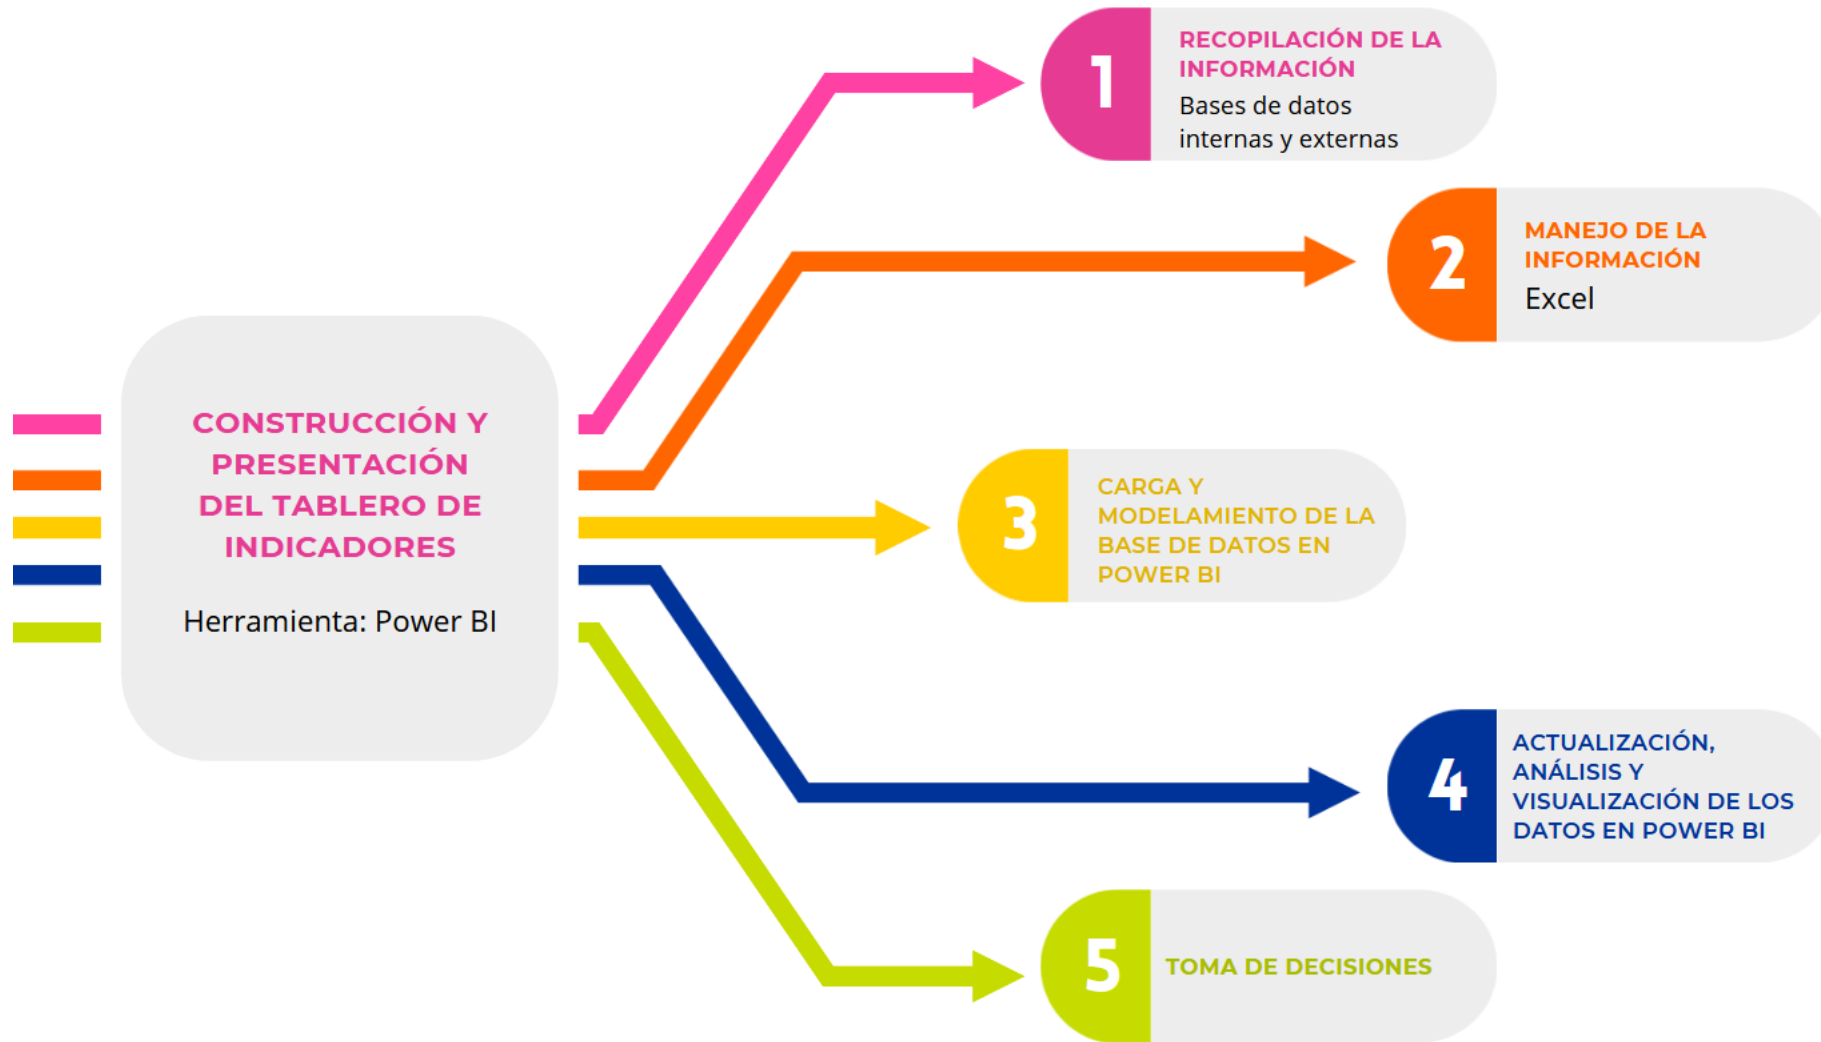 CONSTRUCCIÓN Y
PRESENTACIÓN
DEL TABLERO DE
INDICADORES
Herramienta: Power BI
1
RECOPILACIÓN DE LA
INFORMACIÓN
Bases de datos
internas y externas
2
MANEJO DE LA
INFORMACIÓN
Excel
3
CARGA Y
MODELAMIENTO DE LA
BASE DE DATOS EN
POWER BI
4
ACTUALIZACIÓN,
ANÁLISIS Y
VISUALIZACIÓN DE LOS
DATOS EN POWER BI
5
TOMA DE DECISIONES